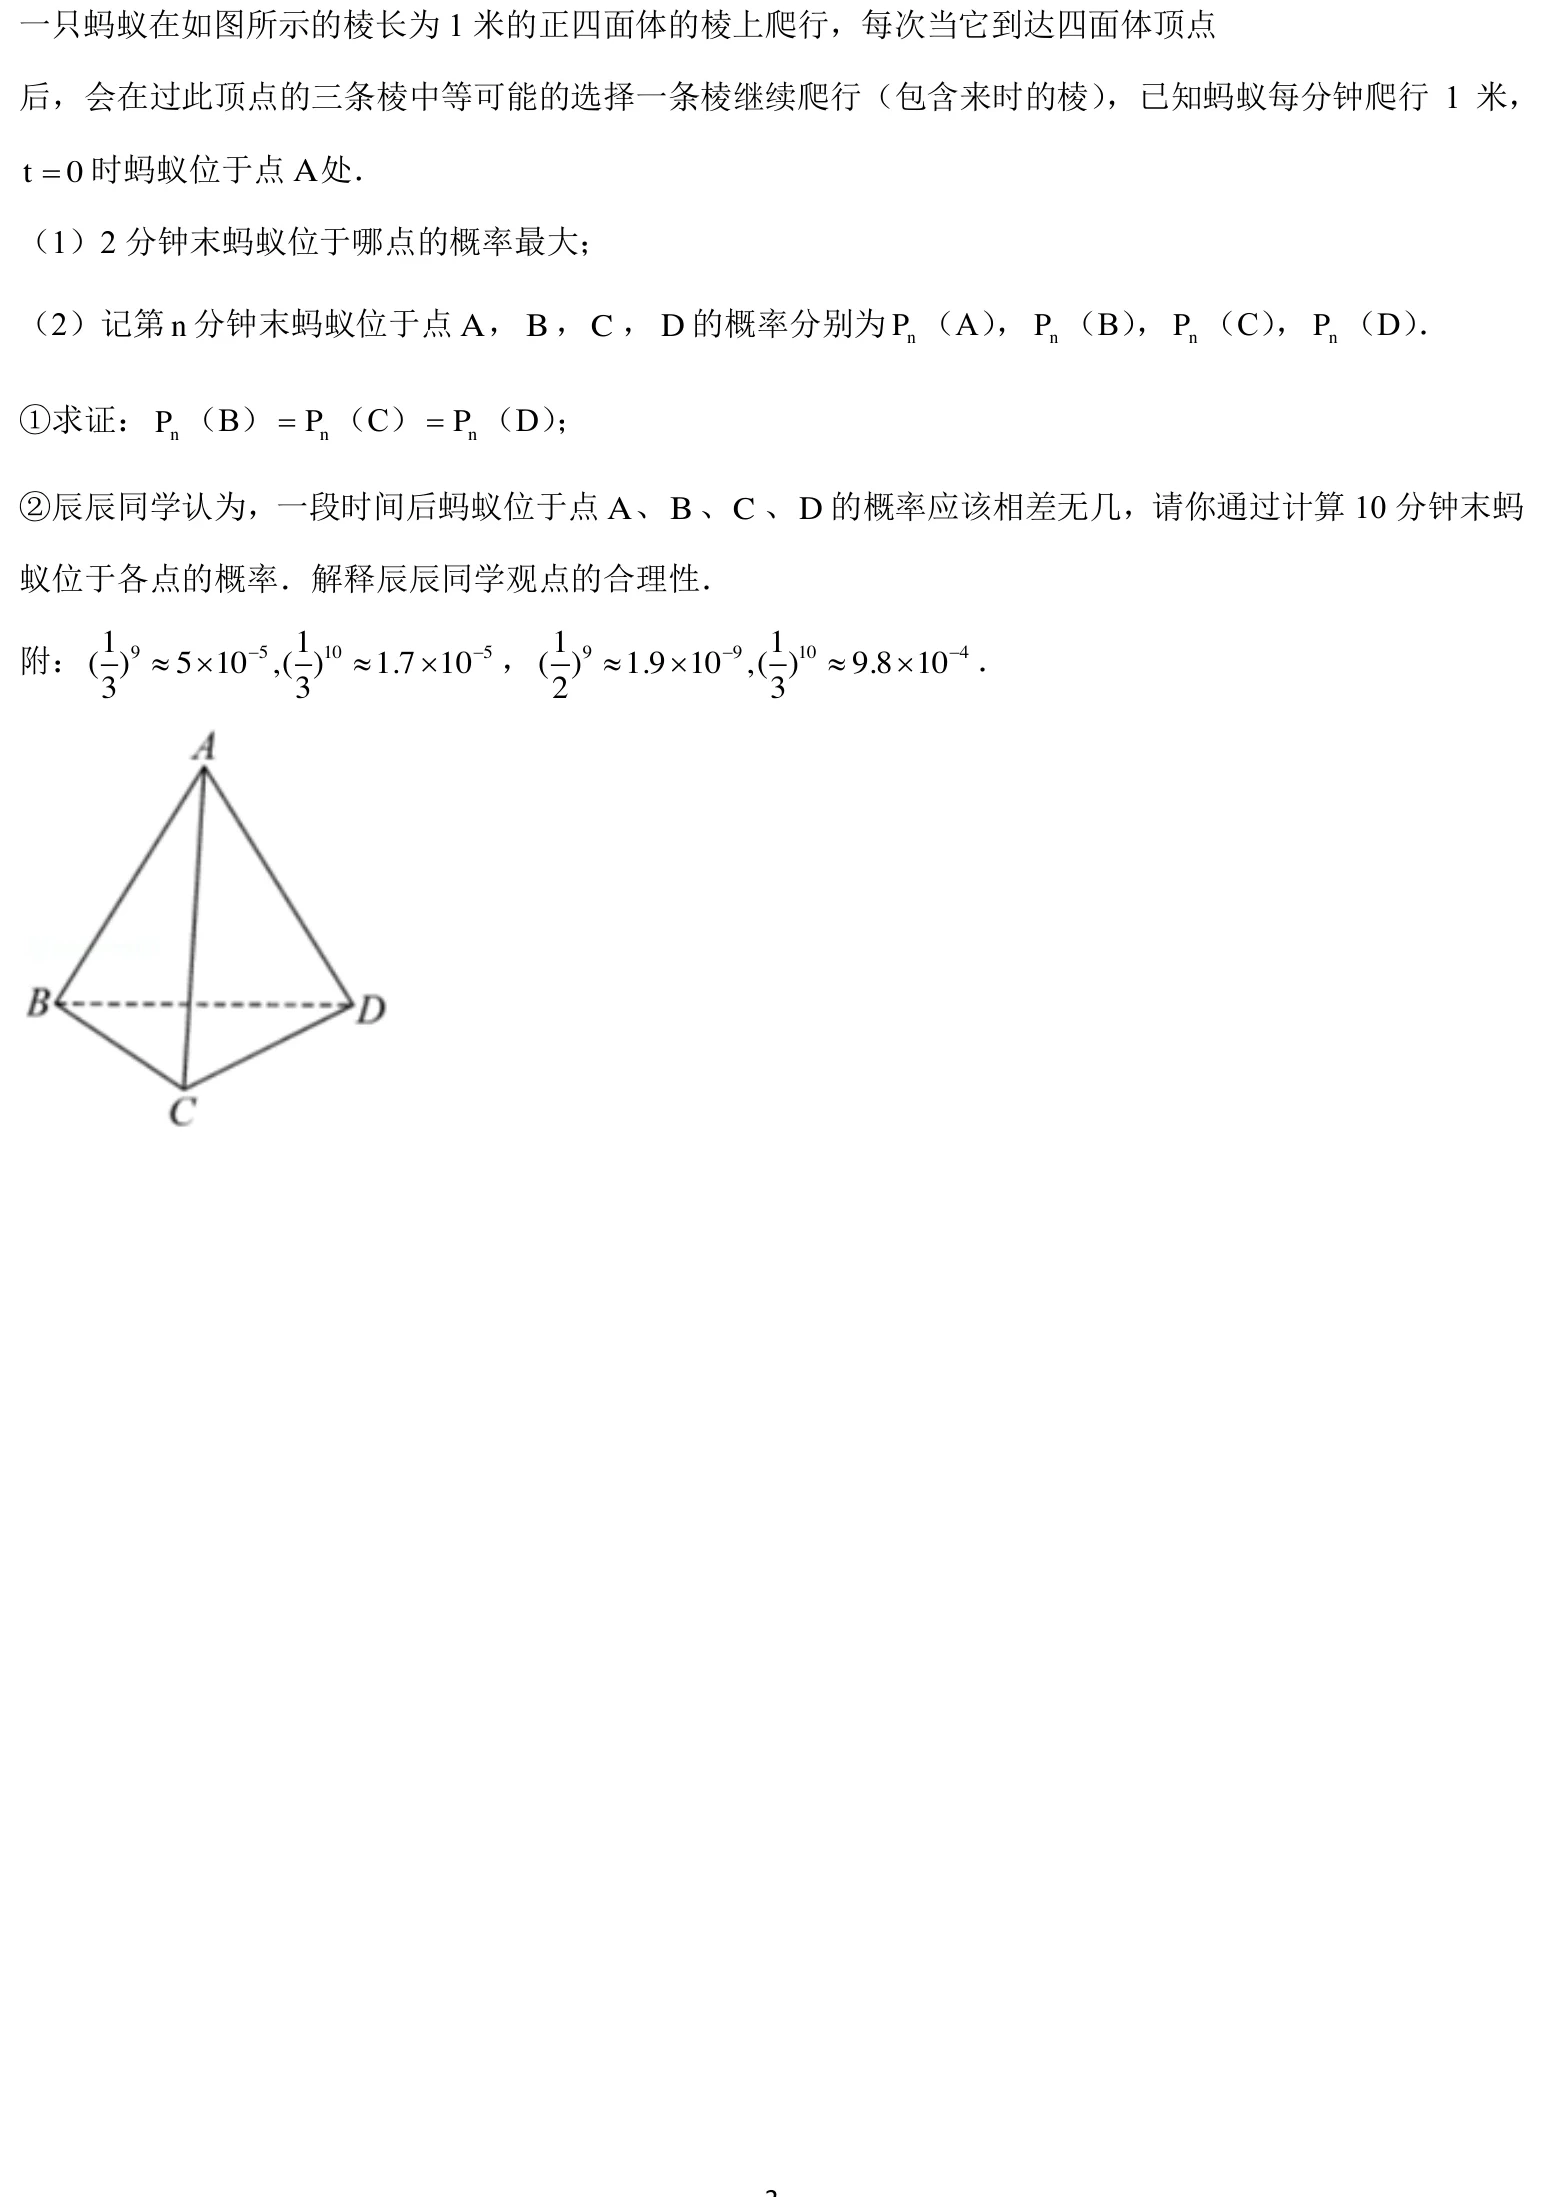 一只蚂蚁在如图所示的棱长为 1 米的正四面体的棱上爬行，每次当它到达四面体顶点
后，会在过此顶点的三条棱中等可能的选择一条棱继续爬行（包含来时的棱），已知蚂蚁每分钟爬行 1 米，
t = 0 时蚂蚁位于点 A 处．
（1）2 分钟末蚂蚁位于哪点的概率最大；
（2）记第 n 分钟末蚂蚁位于点 A，B，C，D 的概率分别为 P_n（A），P_n（B），P_n（C），P_n（D）．
①求证：P_n（B）= P_n（C）= P_n（D）；
②辰辰同学认为，一段时间后蚂蚁位于点 A、B、C、D 的概率应该相差无几，请你通过计算 10 分钟末蚂
蚁位于各点的概率．解释辰辰同学观点的合理性．
附：(1/3)^9 ≈ 5×10^{-5},(1/3)^{10} ≈ 1.7×10^{-5}，(1/2)^9 ≈ 1.9×10^{-9},(1/3)^{10} ≈ 9.8×10^{-4}．
A
B
D
C